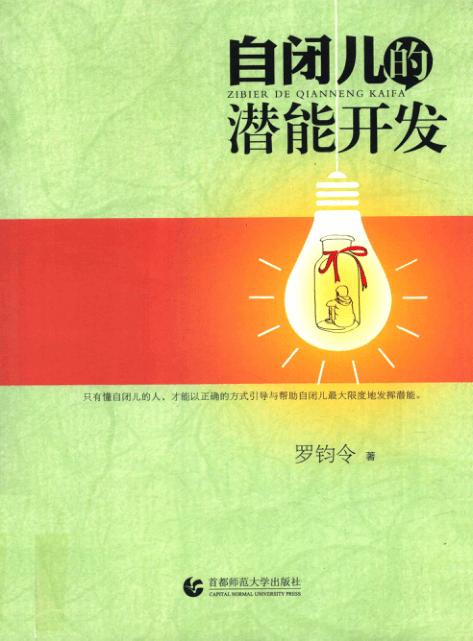 自闭儿的
ZIBIER DE QIANNENG KAIFA
潜能开发
只有懂自闭儿的人、才能以正确的方式引导与帮助自闭儿最大限度地发挥潜能。
罗钧令 著
首都师范大学出版社
CAPITAL NORMAL UNIVERSITY PRESS